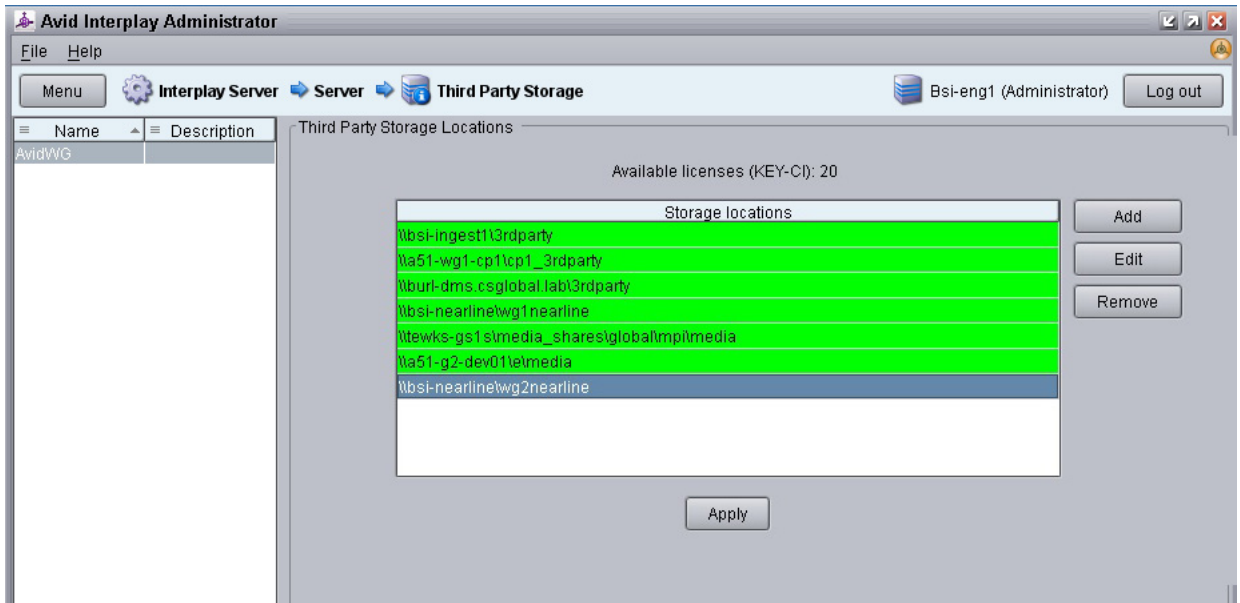 Avid Interplay Administrator
File Help
Menu Interplay Server Server Third Party Storage Bsi-eng1 (Administrator) Log out
Name Description
AvidWG
Third Party Storage Locations
Available licenses (KEY-CI): 20
Storage locations
\\bsi-ingest1\3rdparty
\\a51-wg1-cp1\cp1_3rdparty
\\burl-dms.csglobal.lab\3rdparty
\\bsi-nearline\wg1nearline
\\tewks-gs1s\media_shares\global\mpi\media
\\a51-g2-dev01\e\media
\\bsi-nearline\wg2nearline
Add
Edit
Remove
Apply